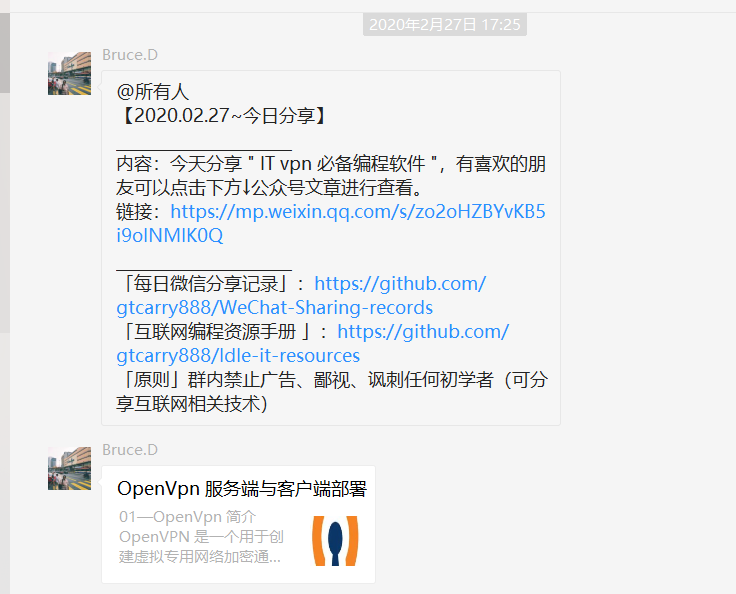 2020年2月27日 17:25
Bruce.D
@所有人
【2020.02.27~今日分享】
____________________
内容：今天分享 " IT vpn 必备编程软件 "，有喜欢的朋
友可以点击下方↓公众号文章进行查看。
链接：https://mp.weixin.qq.com/s/zo2oHZBYvKB5
i9oINMIK0Q
____________________
「每日微信分享记录」：https://github.com/
gtcarry888/WeChat-Sharing-records
「互联网编程资源手册 」：https://github.com/
gtcarry888/Idle-it-resources
「原则」群内禁止广告、鄙视、讽刺任何初学者（可分
享互联网相关技术）
Bruce.D
OpenVpn 服务端与客户端部署
01—OpenVpn 简介
OpenVPN 是一个用于创
建虚拟专用网络加密通...